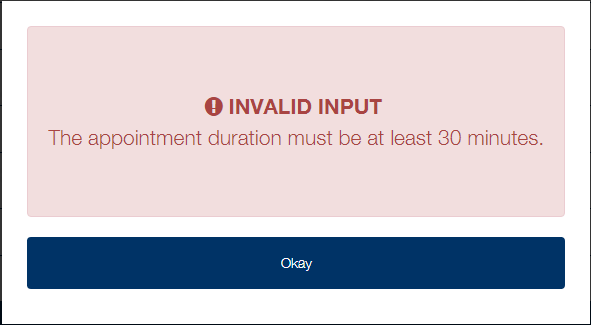 INVALID INPUT
The appointment duration must be at least 30 minutes.
Okay